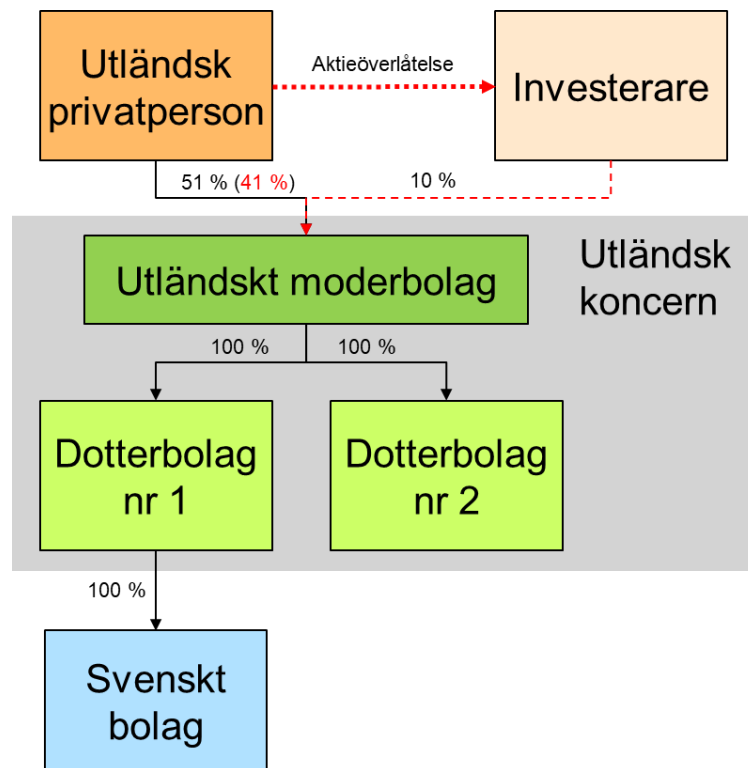 Utländsk
privatperson
Aktieöverlåtelse
Investerare
51 % (41 %)
10 %
Utländskt moderbolag
Utländsk
koncern
100 %
100 %
Dotterbolag
nr 1
Dotterbolag
nr 2
100 %
Svenskt
bolag